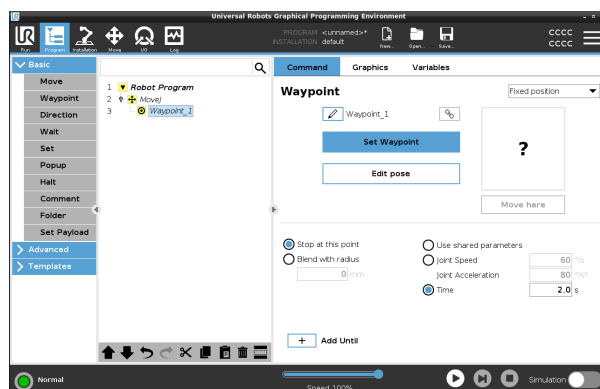 Universal Robots Graphical Programming Environment
UR
Run Program Installation Move I/O Log
PROGRAM <unnamed>*
INSTALLATION default
New... Open... Save...
CCCC
CCCC
Basic
Move
Waypoint
Direction
Wait
Set
Popup
Halt
Comment
Folder
Set Payload
Advanced
Templates
1 Robot Program
2 MoveJ
3 Waypoint_1
Command Graphics Variables
Waypoint
Fixed position
Waypoint_1
Set Waypoint
Edit pose
?
Move here
Stop at this point
Blend with radius
0 mm
Use shared parameters
Joint Speed 60 °/s
Joint Acceleration 80 °/s²
Time 2.0 s
+ Add Until
Normal
Speed 100%
Simulation